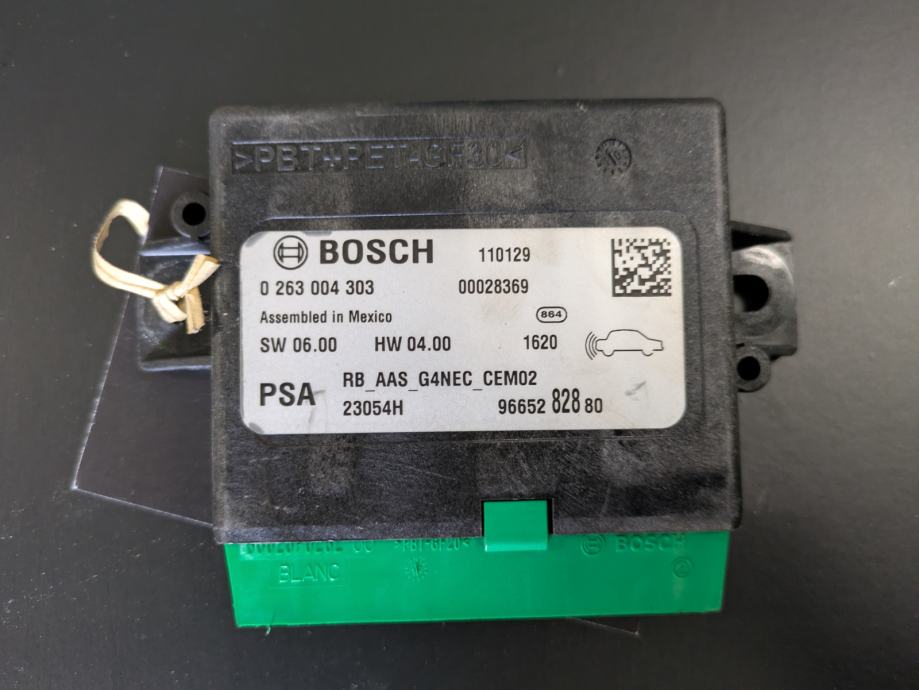 >PBT+PET-GF30<
BOSCH 110129
0 263 004 303 00028369
Assembled in Mexico 864
SW 06.00 HW 04.00 1620
PSA RB_AAS_G4NEC_CEM02
23054H 96652 828 80
>PBT-GF20< BOSCH
BLANC